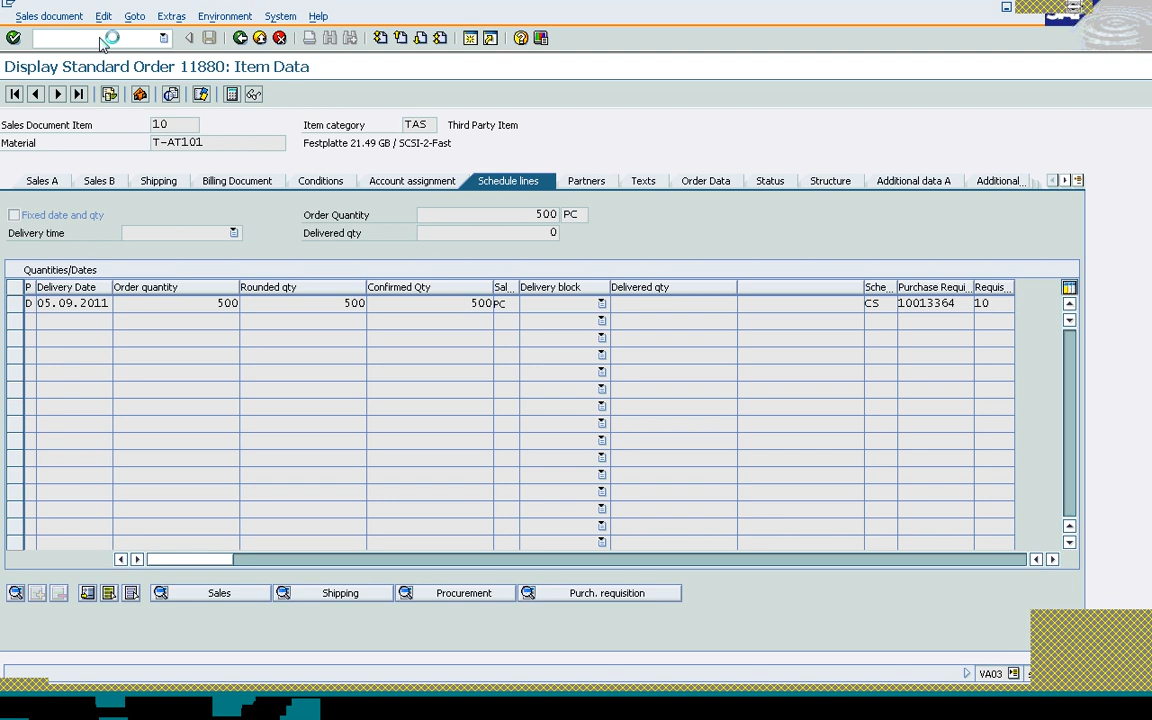 Sales document Edit Goto Extras Environment System Help
Display Standard Order 11880: Item Data
Sales Document Item 10 Item category TAS Third Party Item
Material T-AT101 Festplatte 21.49 GB / SCSI-2-Fast
Sales A Sales B Shipping Billing Document Conditions Account assignment Schedule lines Partners Texts Order Data Status Structure Additional data A Additional...
Fixed date and qty Order Quantity 500 PC
Delivery time Delivered qty 0
Quantities/Dates
P Delivery Date Order quantity Rounded qty Confirmed Qty Sal... Delivery block Delivered qty Sche... Purchase Requi... Requis...
D 05.09.2011 500 500 500 PC CS 10013364 10
Sales Shipping Procurement Purch. requisition
VA03